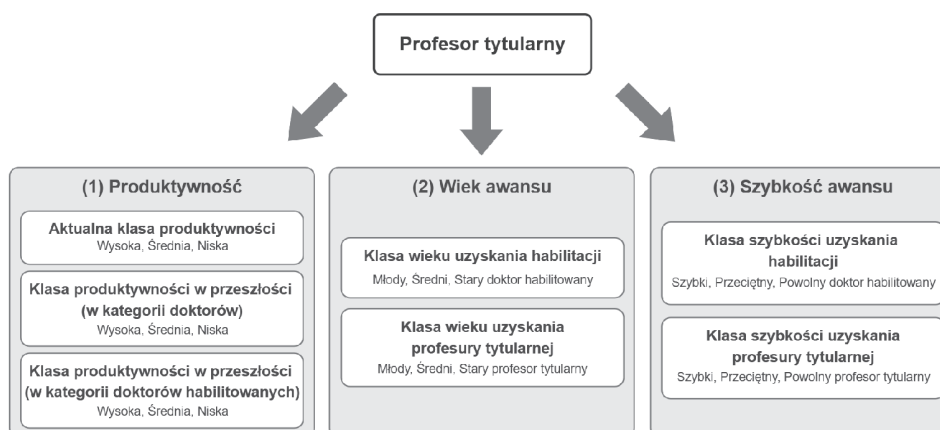 Profesor tytularny
(1) Produktywność
Aktualna klasa produktywności
Wysoka, Średnia, Niska
Klasa produktywności w przeszłości
(w kategorii doktorów)
Wysoka, Średnia, Niska
Klasa produktywności w przeszłości
(w kategorii doktorów habilitowanych)
Wysoka, Średnia, Niska
(2) Wiek awansu
Klasa wieku uzyskania habilitacji
Młody, Średni, Stary doktor habilitowany
Klasa wieku uzyskania
profesury tytularnej
Młody, Średni, Stary profesor tytularny
(3) Szybkość awansu
Klasa szybkości uzyskania
habilitacji
Szybki, Przeciętny, Powolny doktor habilitowany
Klasa szybkości uzyskania
profesury tytularnej
Szybki, Przeciętny, Powolny profesor tytularny